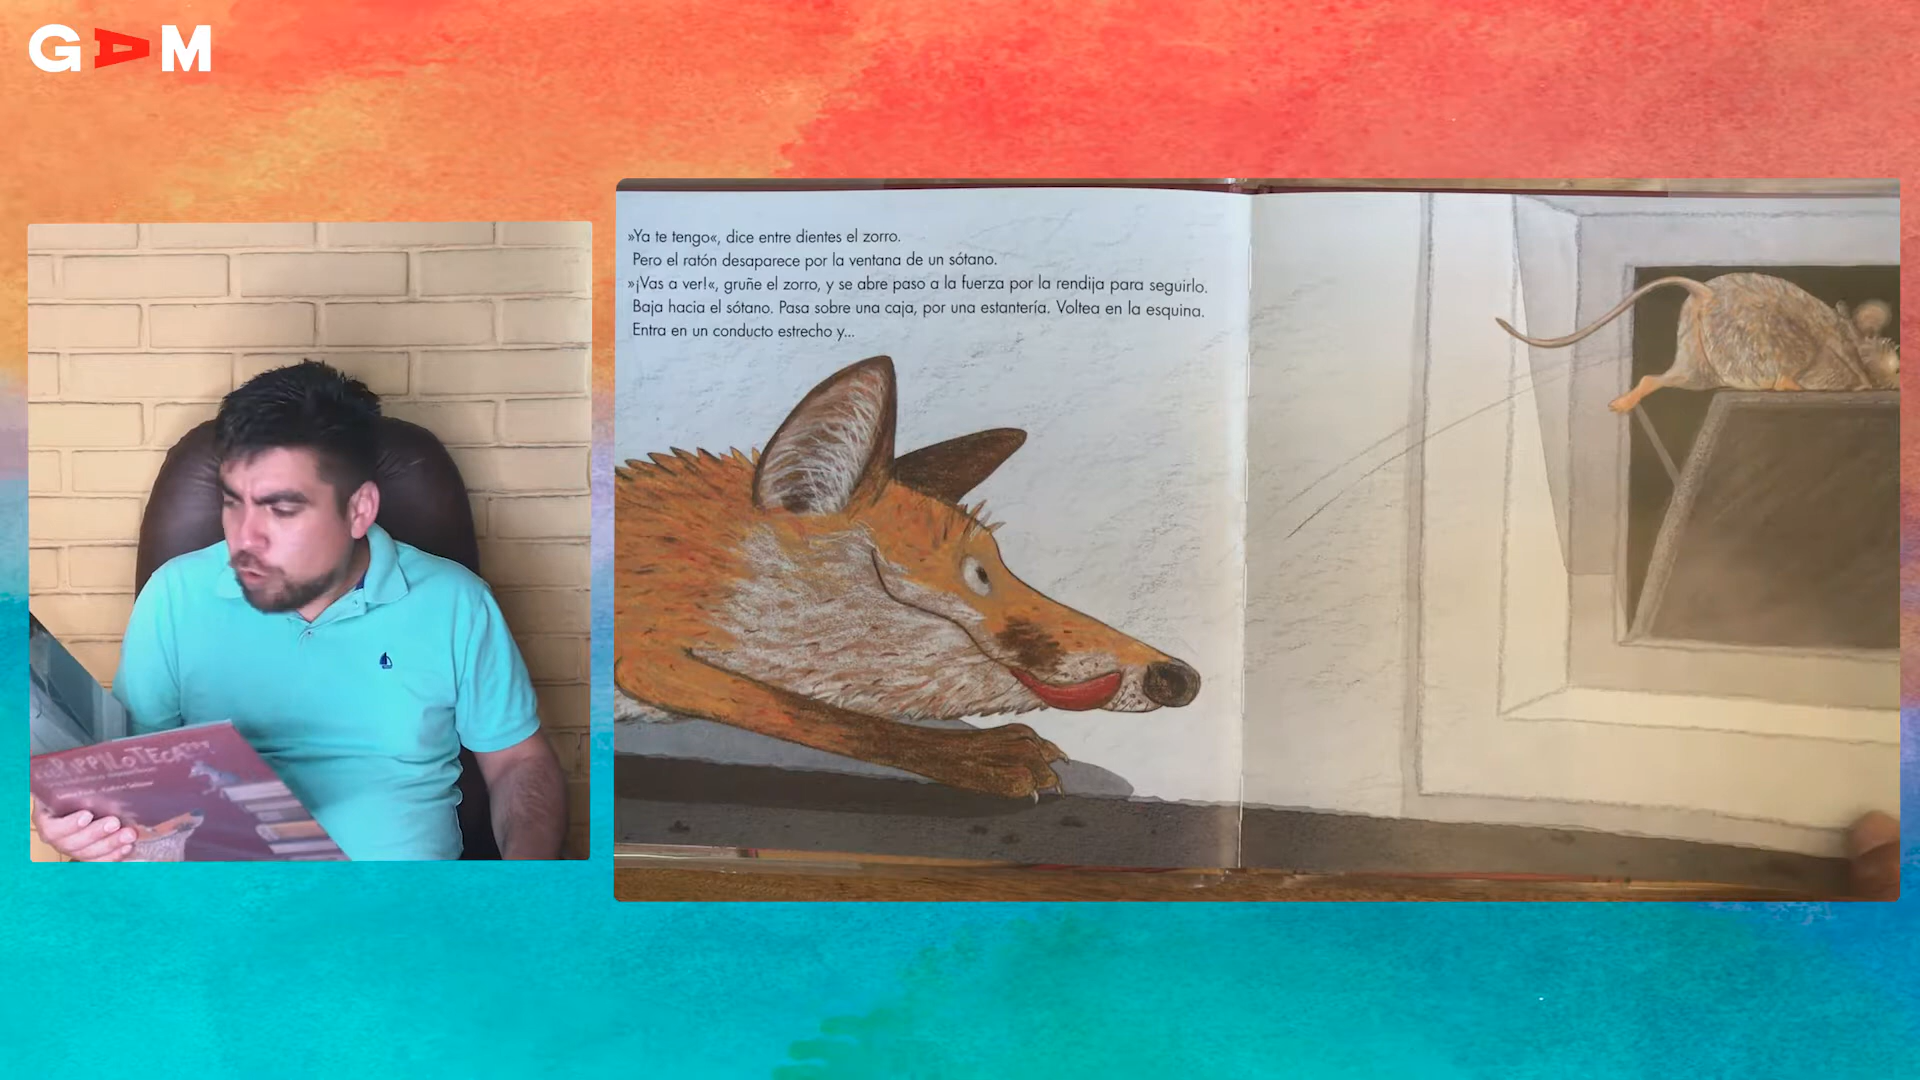 GAM
»Ya te tengo«, dice entre dientes el zorro.
Pero el ratón desaparece por la ventana de un sótano.
»¡Vas a ver!«, gruñe el zorro, y se abre paso a la fuerza por la rendija para seguirlo.
Baja hacia el sótano. Pasa sobre una caja, por una estantería. Voltea en la esquina.
Entra en un conducto estrecho y...